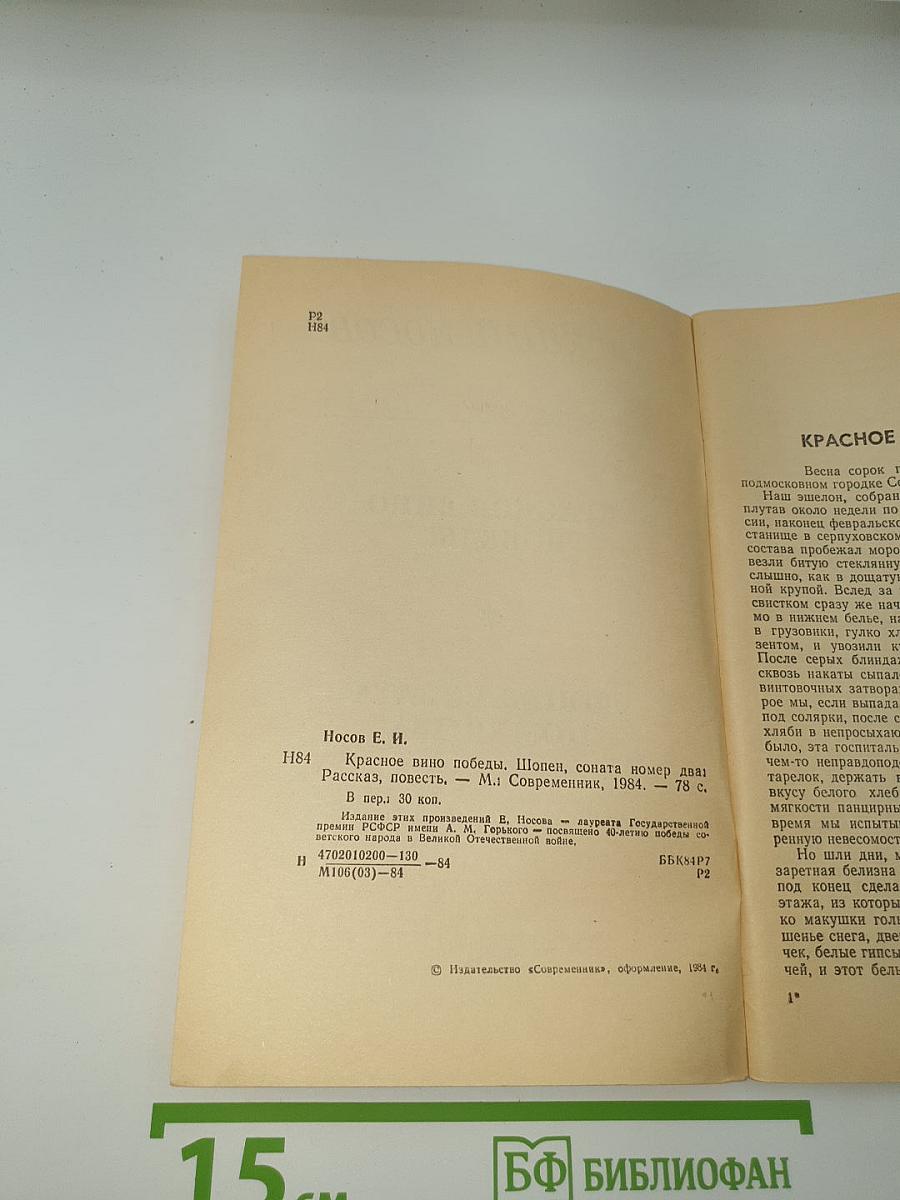 Р2
Н84
Носов Е. И.
Н84 Красное вино победы. Шопен, соната номер два:
Рассказ, повесть. — М.: Современник, 1984. — 78 с.
В пер.: 30 коп.
Издание этих произведений Е. Носова — лауреата Государственной
премии РСФСР имени А. М. Горького — посвящено 40-летию победы со-
ветского народа в Великой Отечественной войне.
Н 4702010200—130 —84 ББК84Р7
М106(03)—84 Р2
© Издательство «Современник», оформление, 1984 г.
КРАСНОЕ
Весна сорок
подмосковном городке
Наш эшелон, собран
плутав около недели по
сии, наконец февральско
станище в серпуховском
состава пробежал моро
везли битую стеклянну
слышно, как в дощату
ной крупой. Вслед за
свистком сразу же нач
мо в нижнем белье, на
в грузовики, гулко хл
зентом, и увозили
После серых блинда
сквозь накаты сыпал
винтовочных затвора
рое мы, если выпада
под солярки, после с
хляби в непросыхаю
было, эта госпиталь
чем-то неправдопод
тарелок, держать в
вкусу белого хлеб
мягкости панцирны
время мы испыты
ренную невесомост
Но шли дни, м
заретная белизна
под конец сдела
этажа, из которы
ко макушки гол
шенье снега, две
чек, белые гипсы
чей, и этот бель
1*
15 см
БФ БИБЛИОФАН